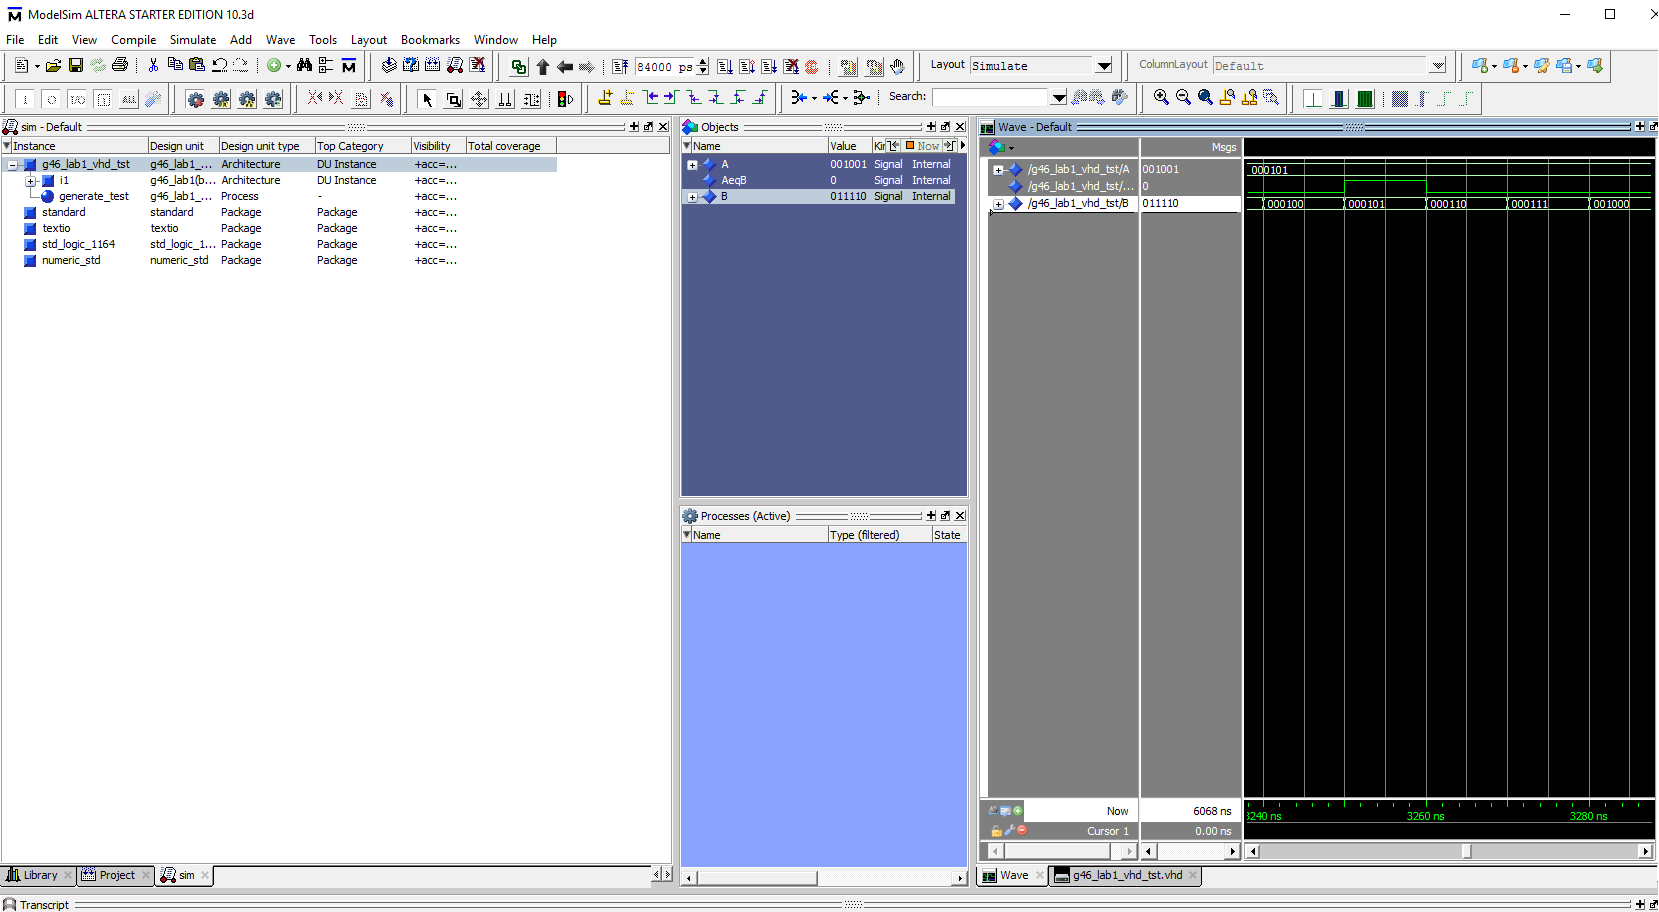 ModelSim ALTERA STARTER EDITION 10.3d
File Edit View Compile Simulate Add Wave Tools Layout Bookmarks Window Help
84000 ps
Layout Simulate
ColumnLayout Default
Search:
sim - Default
Instance Design unit Design unit type Top Category Visibility Total coverage
g46_lab1_vhd_tst g46_lab1_... Architecture DU Instance +acc=...
i1 g46_lab1(b... Architecture DU Instance +acc=...
generate_test g46_lab1_... Process - +acc=...
standard standard Package Package +acc=...
textio textio Package Package +acc=...
std_logic_1164 std_logic_1... Package Package +acc=...
numeric_std numeric_std Package Package +acc=...
Objects
Name Value Kir Now
A 001001 Signal Internal
AeqB 0 Signal Internal
B 011110 Signal Internal
Processes (Active)
Name Type (filtered) State
Wave - Default
Msgs
/g46_lab1_vhd_tst/A 001001 000101
/g46_lab1_vhd_tst/... 0
/g46_lab1_vhd_tst/B 011110 000100 000101 000110 000111 001000
Now 6068 ns
3240 ns 3260 ns 3280 ns
Cursor 1 0.00 ns
Library Project sim
Wave g46_lab1_vhd_tst.vhd
Transcript